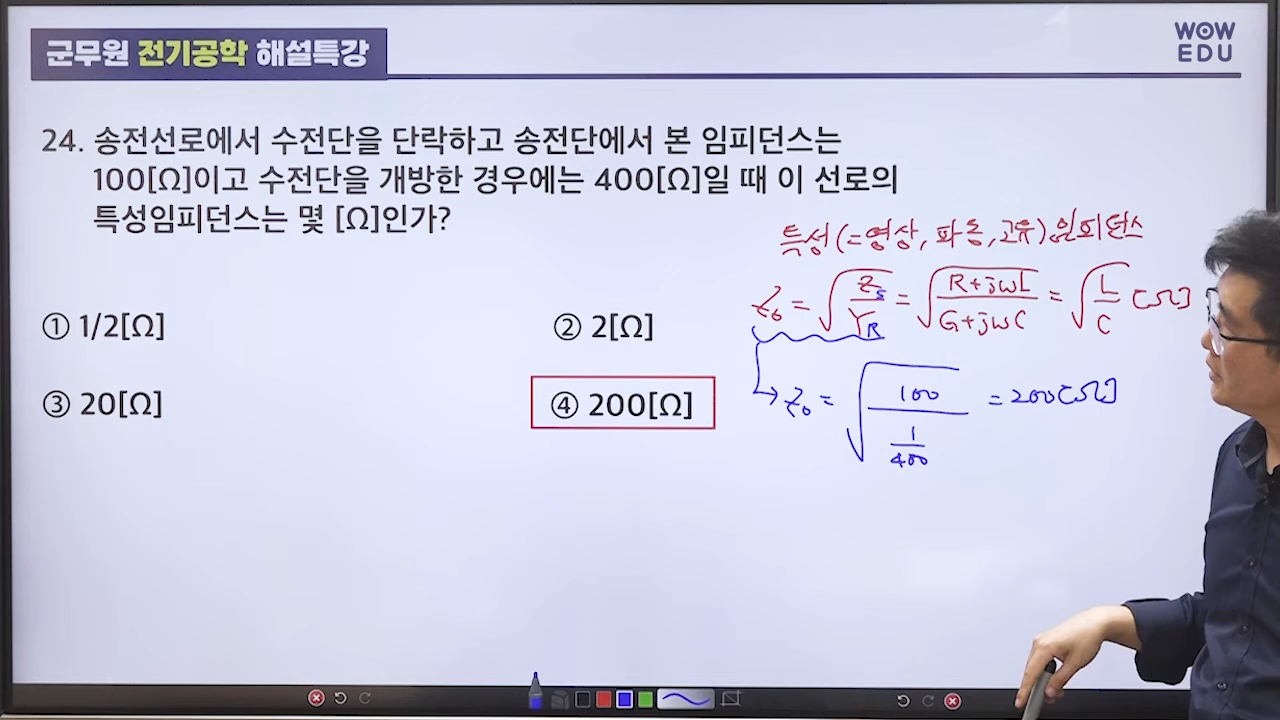 군무원 전기공학 해설특강
WOW
EDU
24. 송전선로에서 수전단을 단락하고 송전단에서 본 임피던스는
100[Ω]이고 수전단을 개방한 경우에는 400[Ω]일 때 이 선로의
특성임피던스는 몇 [Ω]인가?
① 1/2[Ω]
② 2[Ω]
③ 20[Ω]
④ 200[Ω]
특성(=영상, 파동, 고유)임피던스
Z₀ = √(Zs/YR) = √((R+jωL)/(G+jωC)) = √(L/C) [Ω]
→ Z₀ = √(100/(1/400)) = 200[Ω]